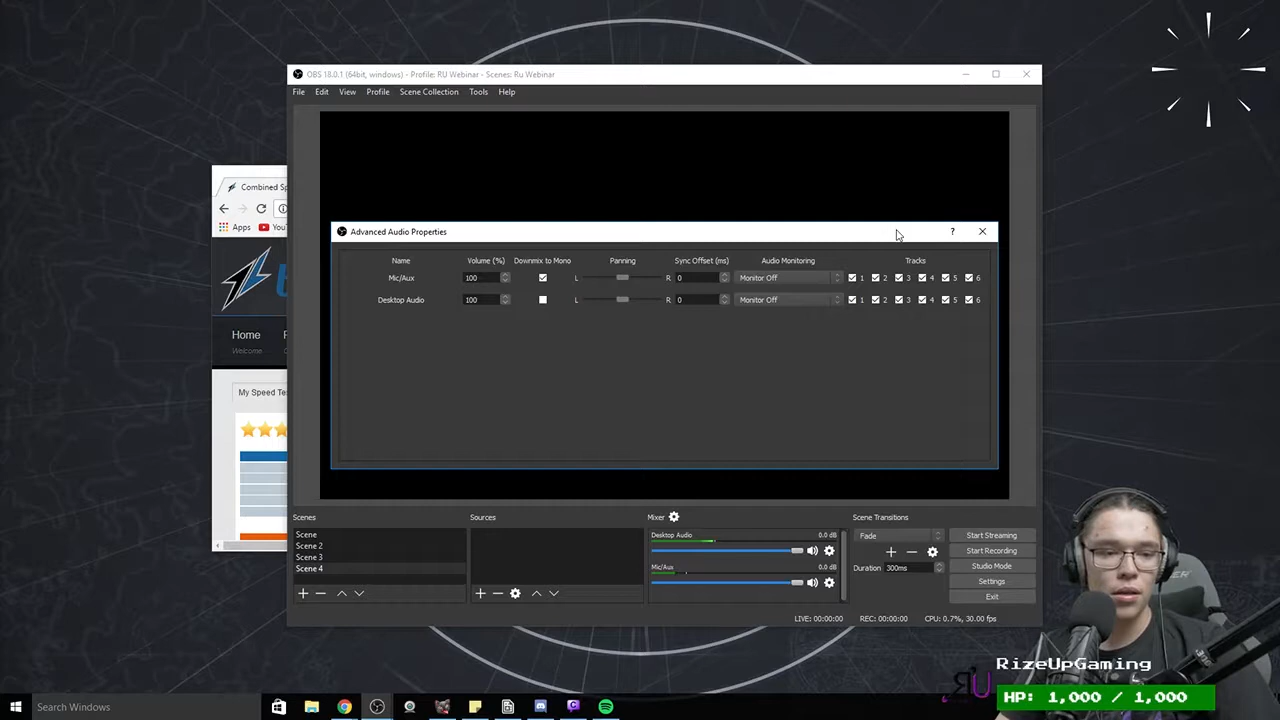 OBS 18.0.1 (64bit, windows) - Profile: RU Webinar - Scenes: Ru Webinar
File Edit View Profile Scene Collection Tools Help
Combined Sp
Apps You
Home
Welcome
My Speed Te
Advanced Audio Properties ?
Name Volume (%) Downmix to Mono Panning Sync Offset (ms) Audio Monitoring Tracks
Mic/Aux 100 L R 0 Monitor Off 1 2 3 4 5 6
Desktop Audio 100 L R 0 Monitor Off 1 2 3 4 5 6
Scenes Sources Mixer Scene Transitions
Scene
Scene 2
Scene 3
Scene 4
Desktop Audio 0.0 dB
Mic/Aux 0.0 dB
Fade
Duration 300ms
Start Streaming
Start Recording
Studio Mode
Settings
Exit
LIVE: 00:00:00 REC: 00:00:00 CPU: 0.7%, 30.00 fps
RizeUpGaming
HP: 1,000 / 1,000
Search Windows